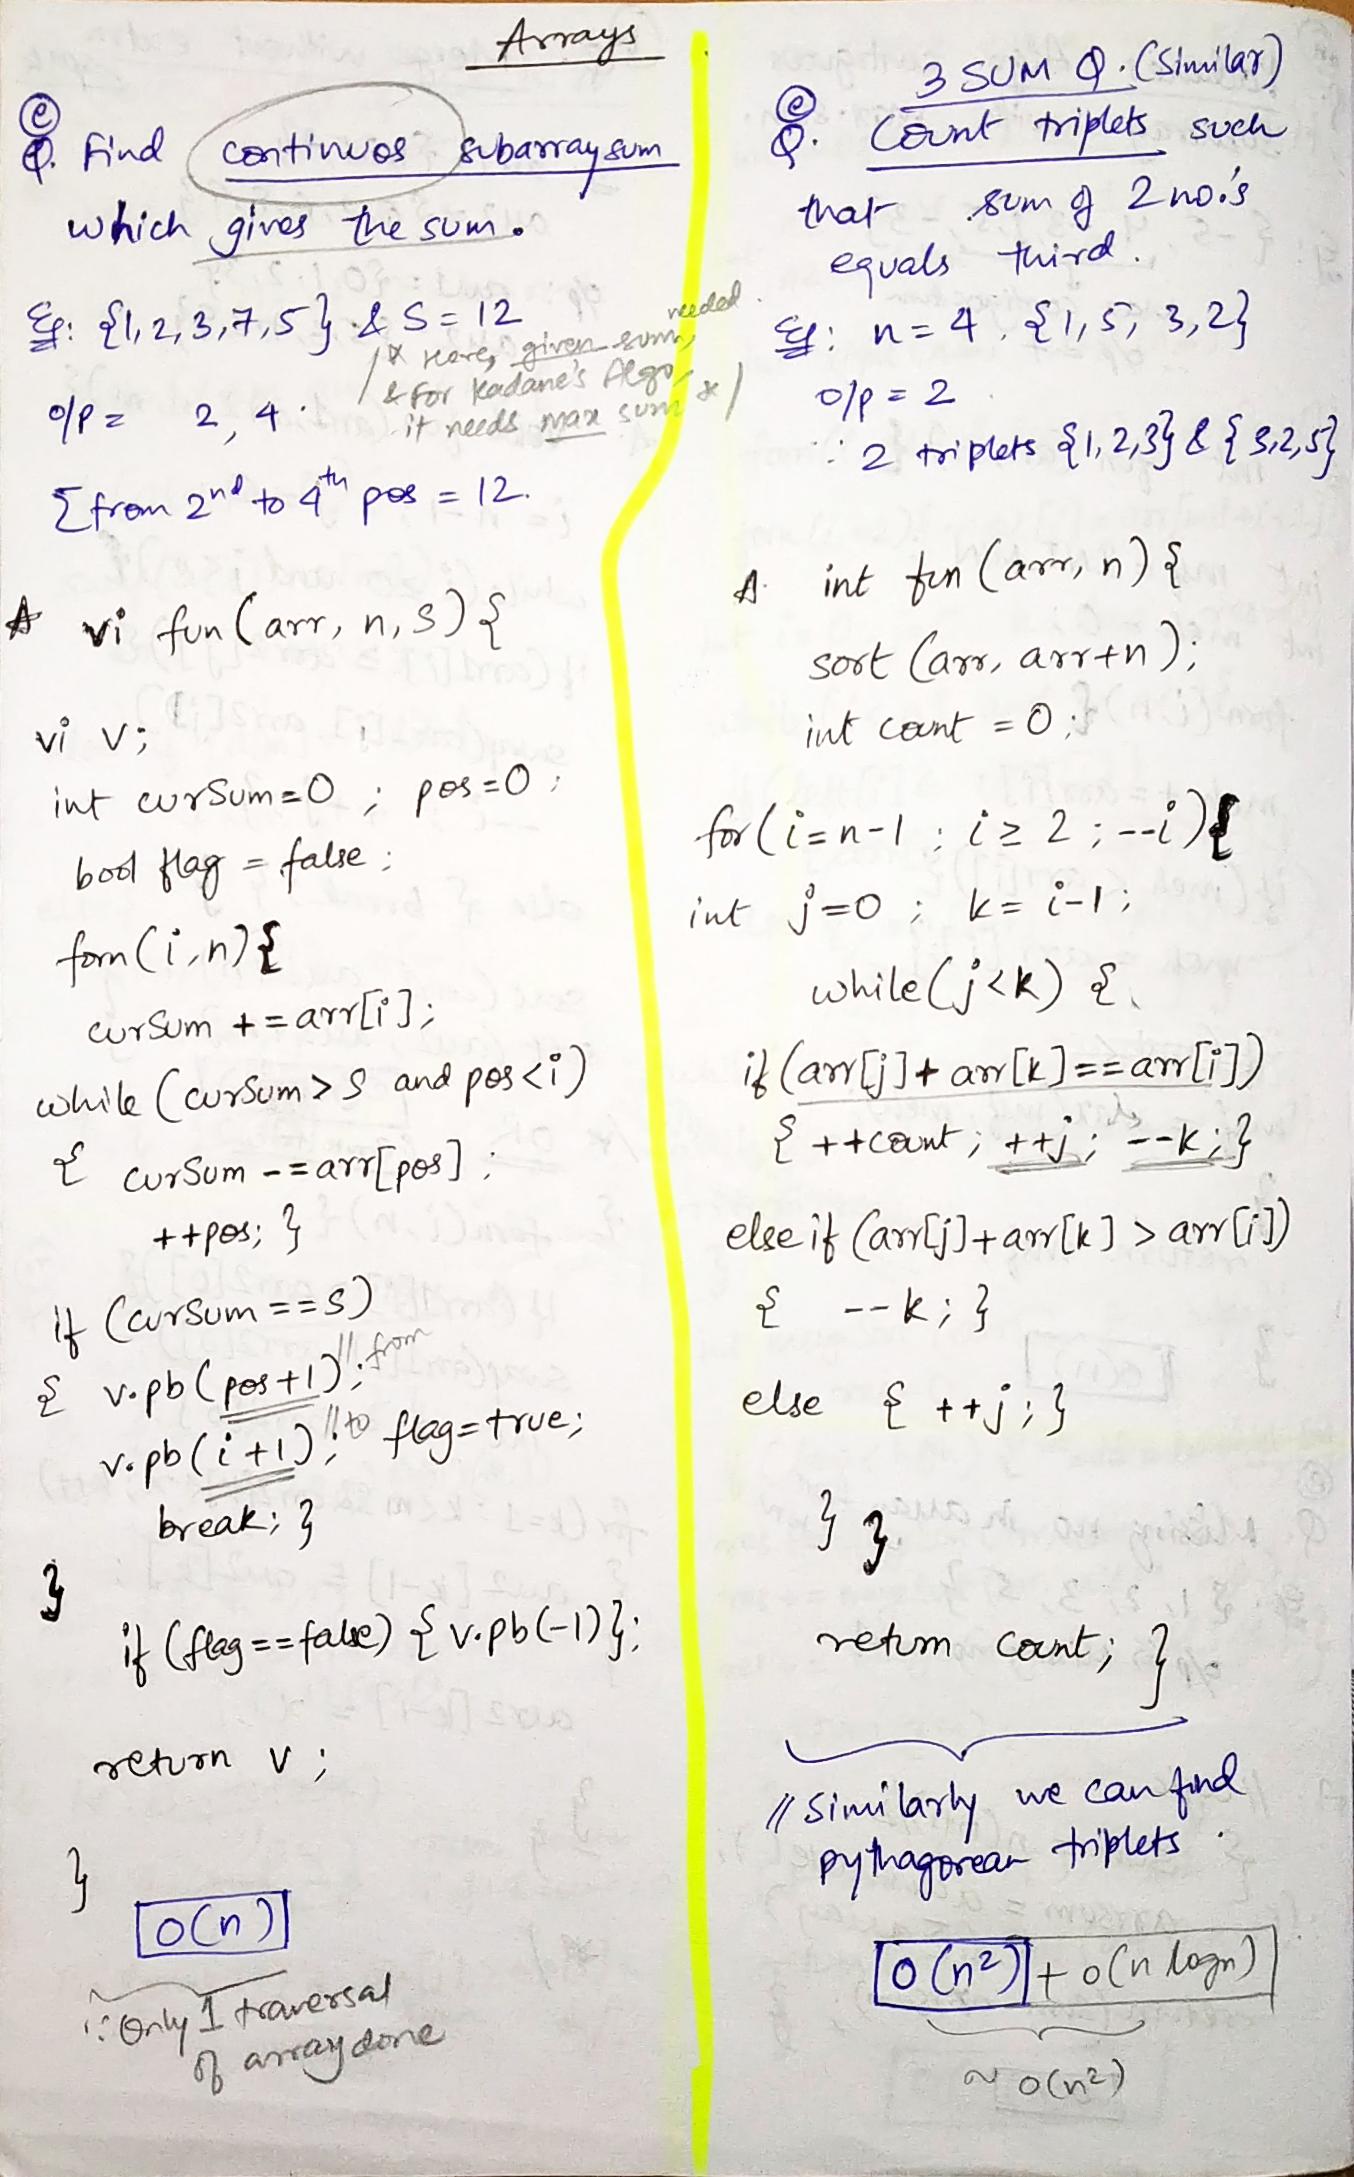 Arrays
e
Q. Find continuos subarray sum
which gives the sum.
Eg: {1,2,3,7,5} & S=12
/* Here, given sum needed,
& for Kadane's Algo,
it needs max sum */
o/p = 2, 4.
{from 2nd to 4th pos = 12.
A vi fun(arr, n, S){
vi v;
int curSum=0 ; pos=0;
bool flag = false;
forn(i,n){
curSum += arr[i];
while (curSum>S and pos<i)
{ curSum -= arr[pos];
++pos; }
if (curSum==S)
{ v.pb(pos+1); //from
v.pb(i+1); //to flag=true;
break; }
}
if (flag==false) { v.pb(-1)};
return v;
}
O(n)
∵ Only 1 traversal
of array done
3 SUM Q. (Similar)
e
Q. Count triplets such
that sum of 2 no.'s
equals third.
Eg: n=4, {1, 5, 3, 2}
o/p = 2
∵ 2 triplets {1,2,3} & {3,2,5}
A. int fun(arr, n){
sort(arr, arr+n);
int count = 0;
for(i=n-1 ; i≥2 ; --i){
int j=0 ; k=i-1;
while(j<k) {
if (arr[j]+arr[k]==arr[i])
{ ++count; ++j; --k;}
else if (arr[j]+arr[k] > arr[i])
{ --k; }
else { ++j; }
} }
return count; }
// Similarly we can find
pythagorean triplets.
O(n²) + O(n logn)
~ O(n²)